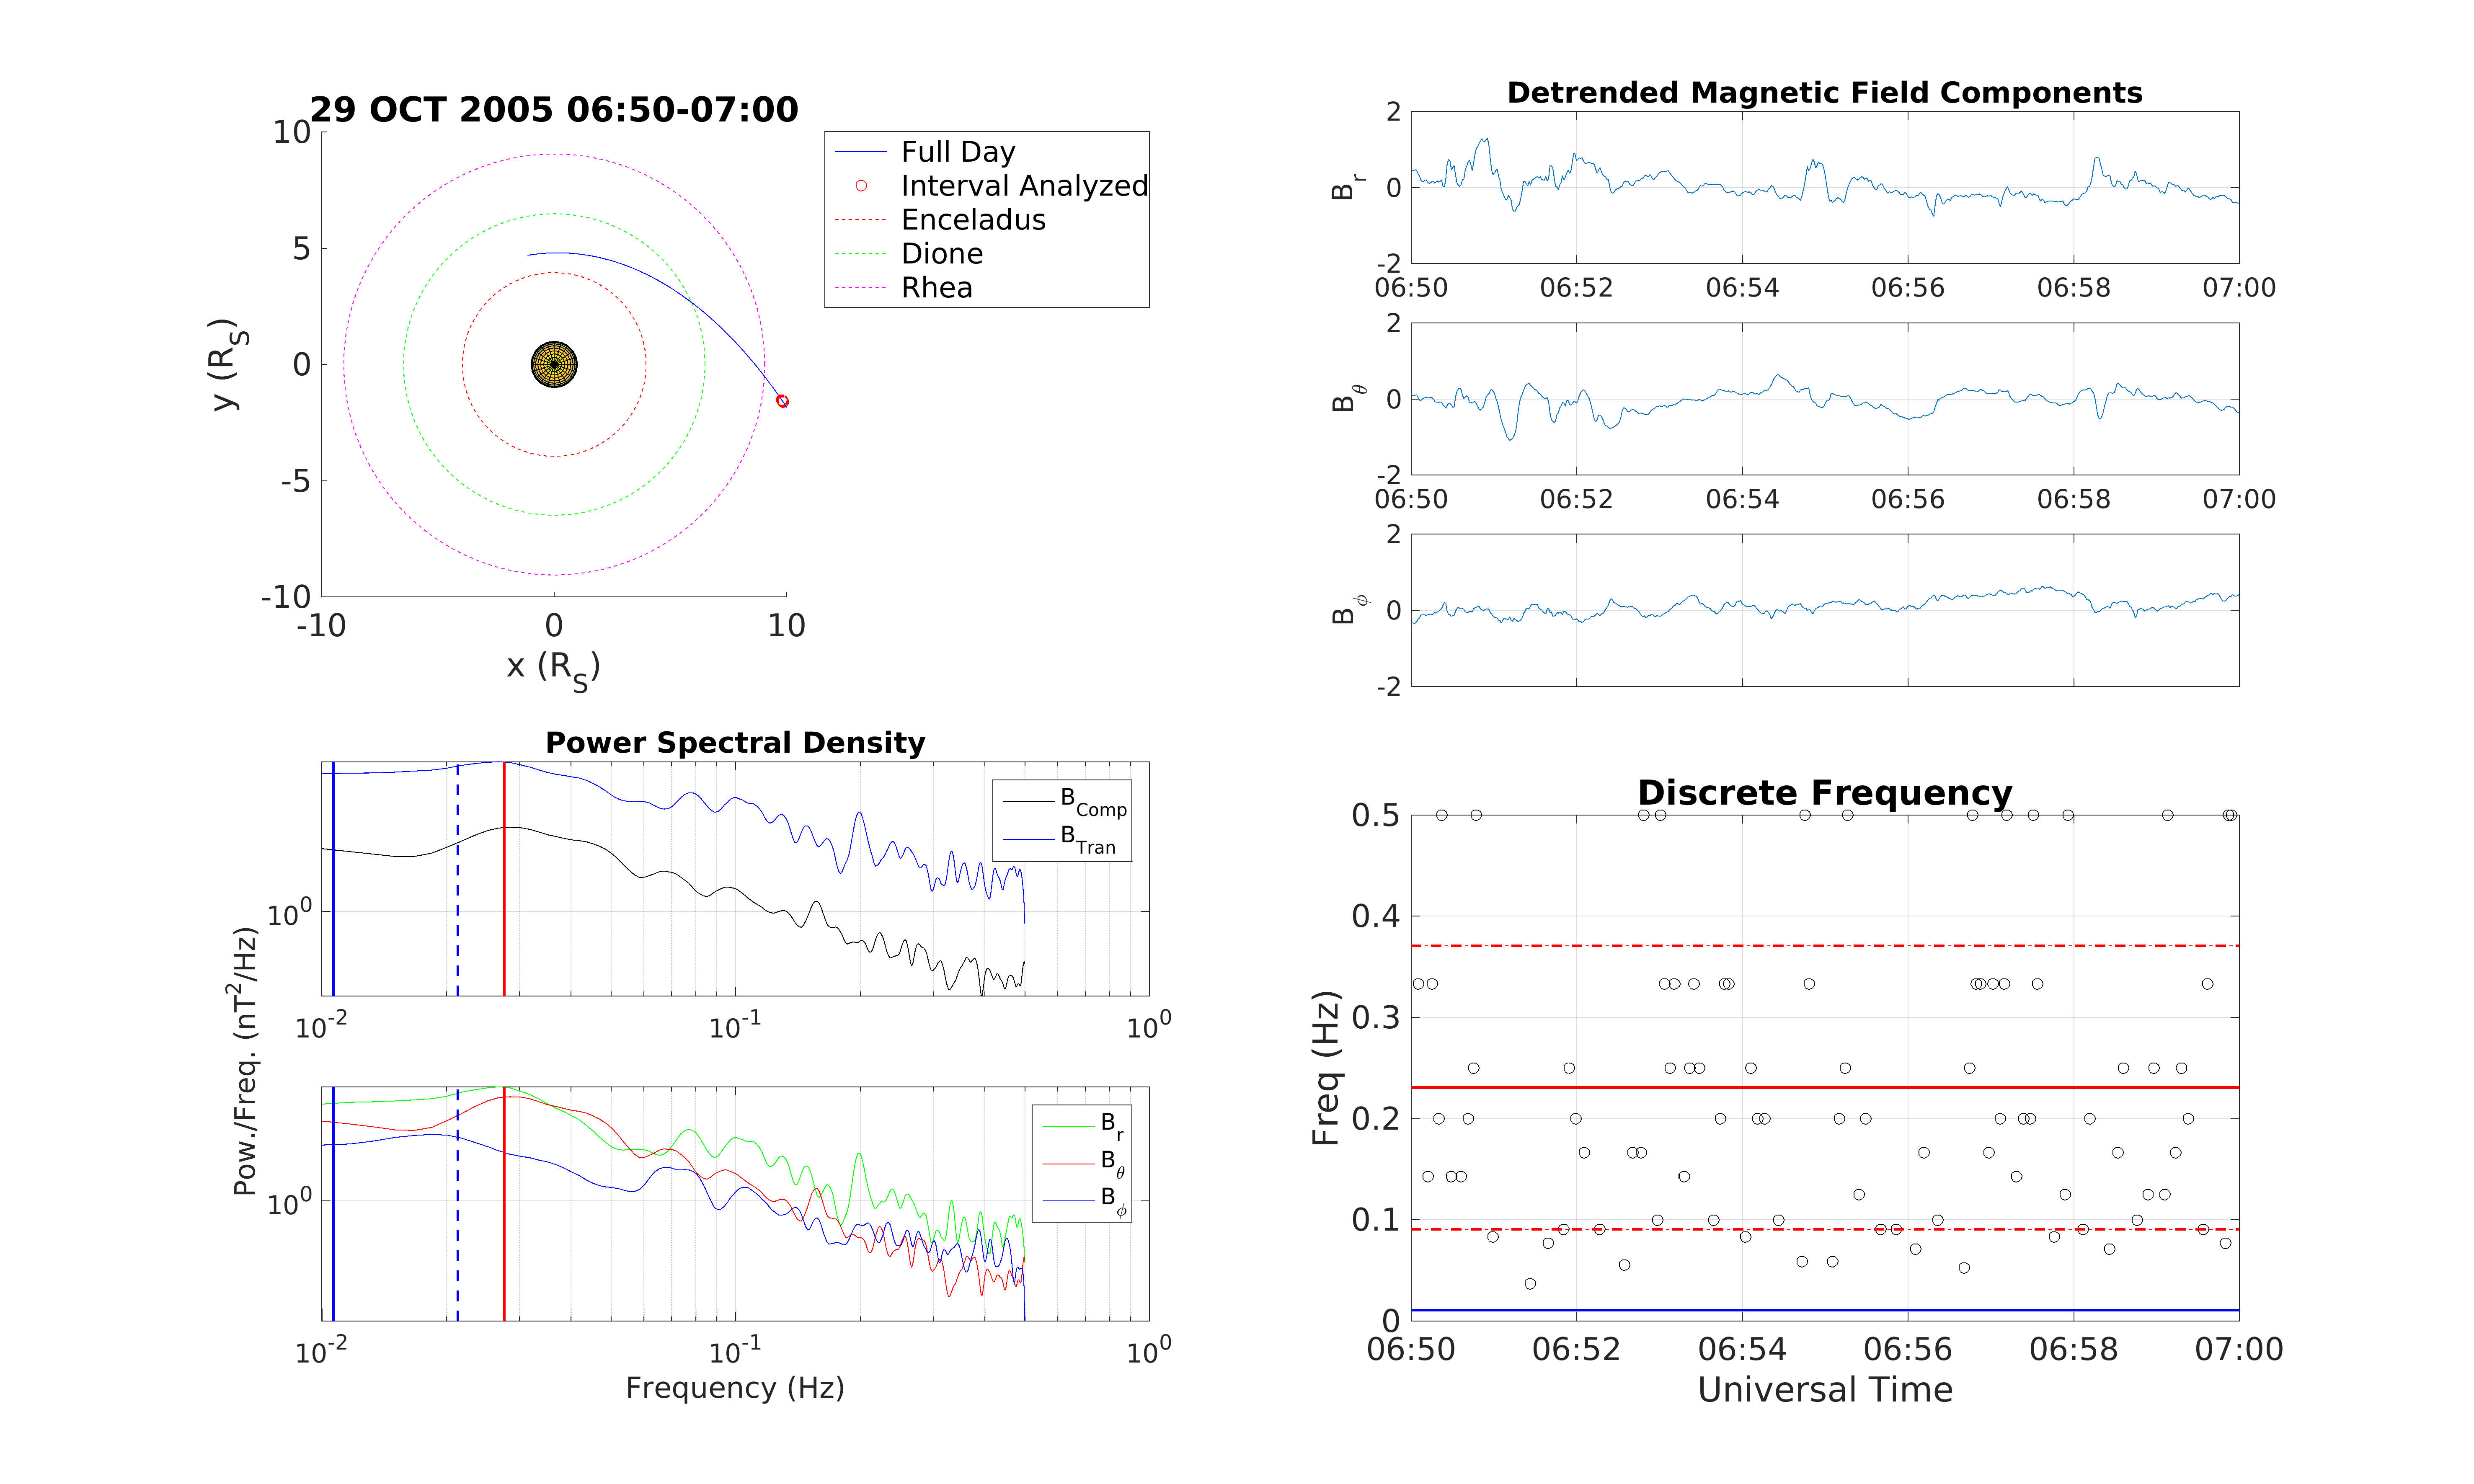 29 OCT 2005 06:50-07:00
10
5
0
-5
-10
-10 0 10
y (R_S)
x (R_S)
Full Day
Interval Analyzed
Enceladus
Dione
Rhea
Detrended Magnetic Field Components
2
0
-2
B_r
06:50 06:52 06:54 06:56 06:58 07:00
2
0
-2
B_θ
06:50 06:52 06:54 06:56 06:58 07:00
2
0
-2
B_ϕ
Power Spectral Density
10^0
B_Comp
B_Tran
10^-2 10^-1 10^0
Pow./Freq. (nT^2/Hz)
10^0
B_r
B_θ
B_ϕ
10^-2 10^-1 10^0
Frequency (Hz)
Discrete Frequency
0.5
0.4
0.3
0.2
0.1
0
Freq (Hz)
06:50 06:52 06:54 06:56 06:58 07:00
Universal Time